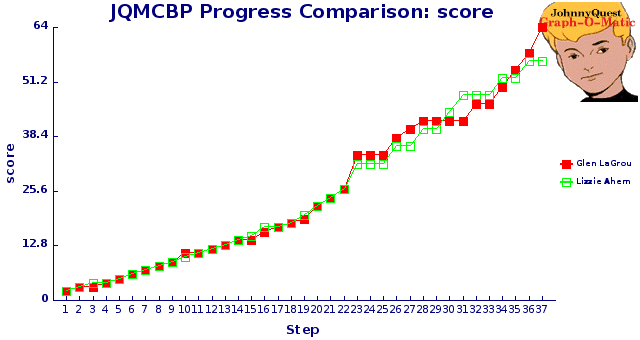 JQMCBP Progress Comparison: score
JohnnyQuest
Graph-O-Matic
64
51.2
38.4
25.6
12.8
0
score
Glen LaGrou
Lizzie Ahern
1 2 3 4 5 6 7 8 9 10 11 12 13 14 15 16 17 18 19 20 21 22 23 24 25 26 27 28 29 30 31 32 33 34 35 36 37
Step